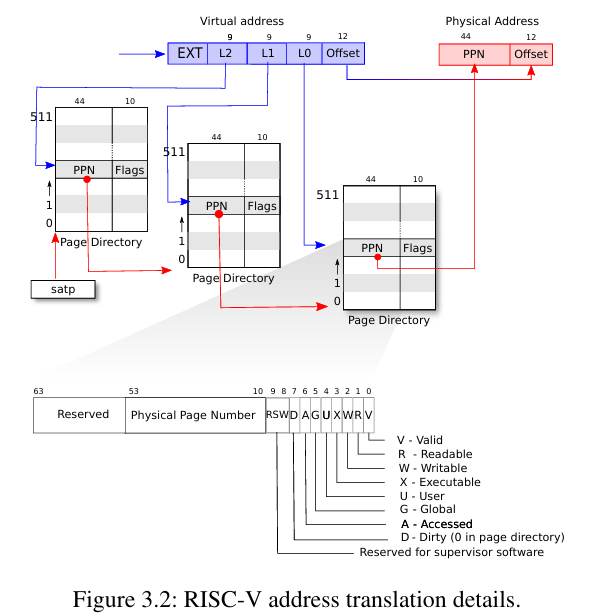 Virtual address
Physical Address
9 9 9 12
44 12
EXT L2 L1 L0 Offset
PPN Offset
44 10
511
PPN Flags
1
0
Page Directory
satp
44 10
511
PPN Flags
1
0
Page Directory
44 10
511
PPN Flags
1
0
Page Directory
63 53 10 9 8 7 6 5 4 3 2 1 0
Reserved Physical Page Number RSW D A G U X W R V
V - Valid
R - Readable
W - Writable
X - Executable
U - User
G - Global
A - Accessed
D - Dirty (0 in page directory)
Reserved for supervisor software
Figure 3.2: RISC-V address translation details.